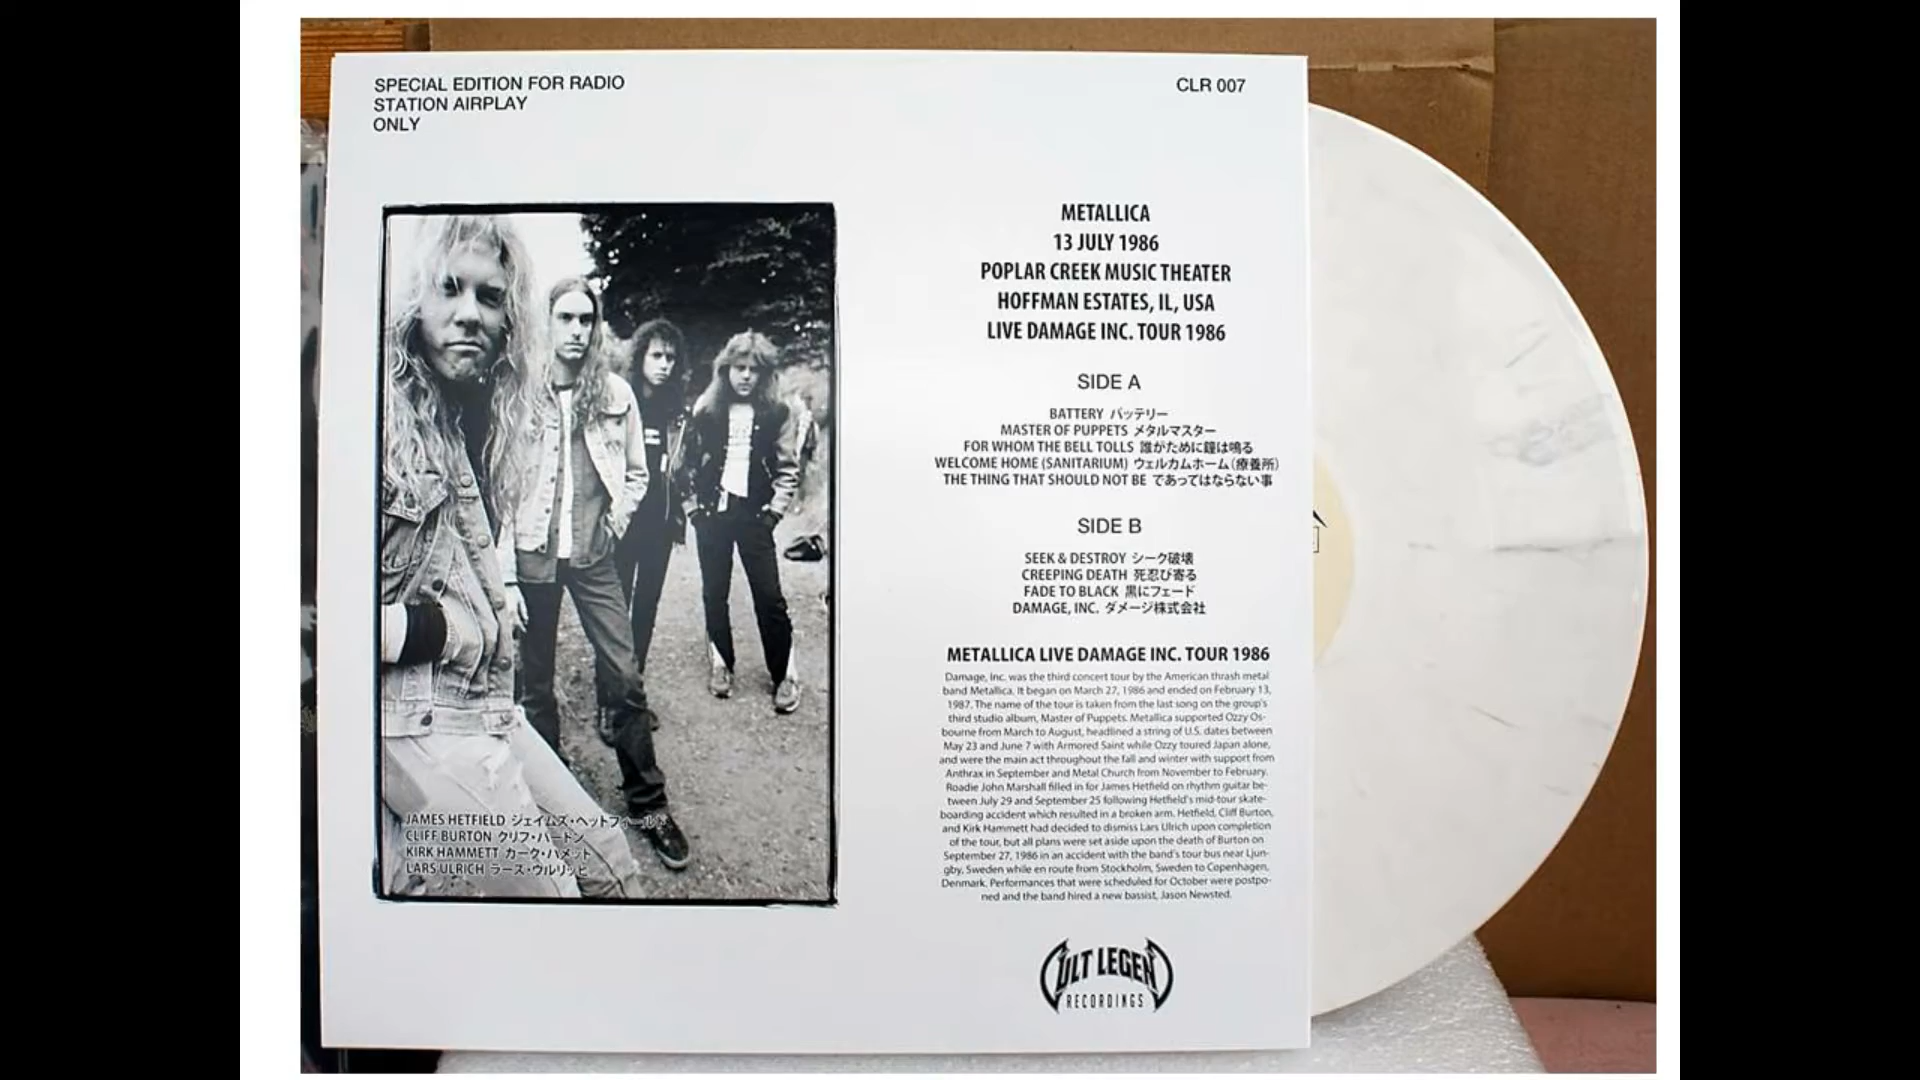 SPECIAL EDITION FOR RADIO
STATION AIRPLAY
ONLY
CLR 007
METALLICA
13 JULY 1986
POPLAR CREEK MUSIC THEATER
HOFFMAN ESTATES, IL, USA
LIVE DAMAGE INC. TOUR 1986
SIDE A
BATTERY バッテリー
MASTER OF PUPPETS メタルマスター
FOR WHOM THE BELL TOLLS 誰がために鐘は鳴る
WELCOME HOME (SANITARIUM) ウェルカムホーム(療養所)
THE THING THAT SHOULD NOT BE であってはならない事
SIDE B
SEEK & DESTROY シーク破壊
CREEPING DEATH 死忍び寄る
FADE TO BLACK 黒にフェード
DAMAGE, INC. ダメージ株式会社
METALLICA LIVE DAMAGE INC. TOUR 1986
Damage, Inc. was the third concert tour by the American thrash metal
band Metallica. It began on March 27, 1986 and ended on February 13,
1987. The name of the tour is taken from the last song on the group's
third studio album, Master of Puppets. Metallica supported Ozzy Os-
bourne from March to August, headlined a string of U.S. dates between
May 23 and June 7 with Armored Saint while Ozzy toured Japan alone,
and were the main act throughout the fall and winter with support from
Anthrax in September and Metal Church from November to February.
Roadie John Marshall filled in for James Hetfield on rhythm guitar be-
tween July 29 and September 25 following Hetfield's mid-tour skate-
boarding accident which resulted in a broken arm. Hetfield, Cliff Burton,
and Kirk Hammett had decided to dismiss Lars Ulrich upon completion
of the tour, but all plans were set aside upon the death of Burton on
September 27, 1986 in an accident with the band's tour bus near Ljun-
gby, Sweden while en route from Stockholm, Sweden to Copenhagen,
Denmark. Performances that were scheduled for October were postpo-
ned and the band hired a new bassist, Jason Newsted.
JAMES HETFIELD ジェイムズ・ヘットフィールド
CLIFF BURTON クリフ・バートン
KIRK HAMMETT カーク・ハメット
LARS ULRICH ラース・ウルリッヒ
CULT LEGEND
RECORDINGS